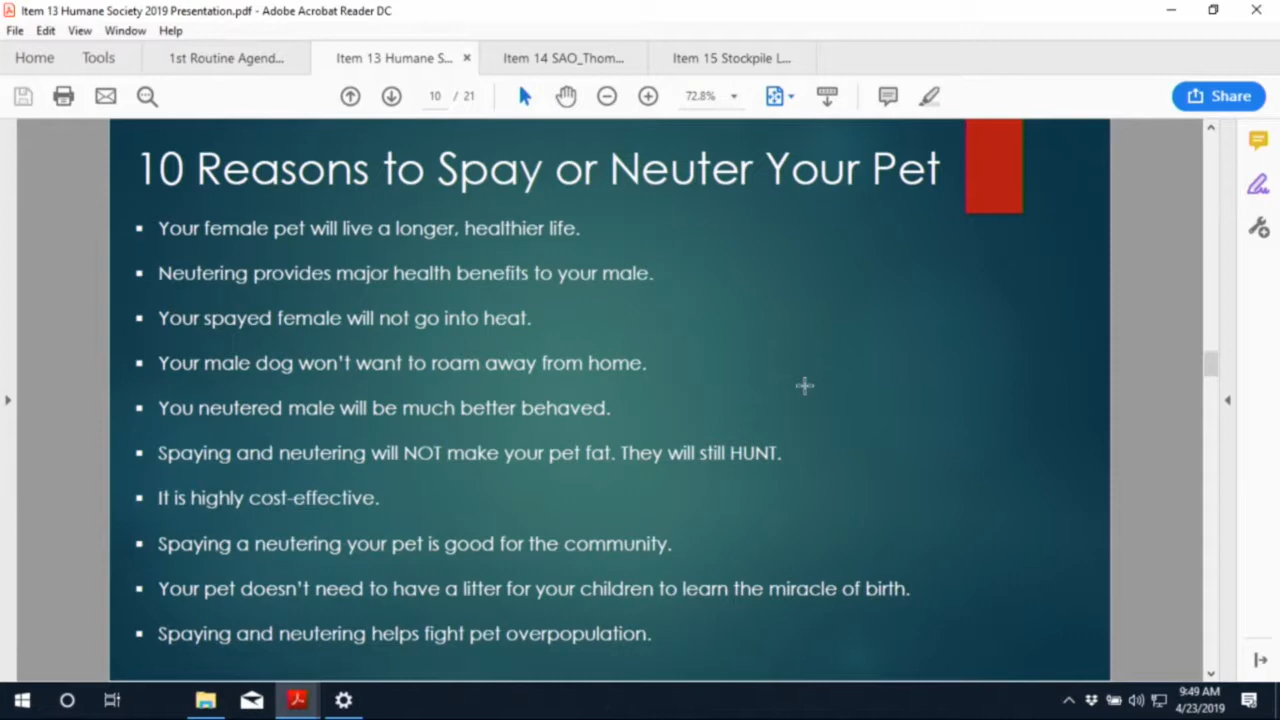 Item 13 Humane Society 2019 Presentation.pdf - Adobe Acrobat Reader DC
File Edit View Window Help
Home Tools 1st Routine Agend... Item 13 Humane S... Item 14 SAO_Thom... Item 15 Stockpile L...
10 / 21 72.8% Share
10 Reasons to Spay or Neuter Your Pet
▪ Your female pet will live a longer, healthier life.
▪ Neutering provides major health benefits to your male.
▪ Your spayed female will not go into heat.
▪ Your male dog won't want to roam away from home.
▪ You neutered male will be much better behaved.
▪ Spaying and neutering will NOT make your pet fat. They will still HUNT.
▪ It is highly cost-effective.
▪ Spaying a neutering your pet is good for the community.
▪ Your pet doesn't need to have a litter for your children to learn the miracle of birth.
▪ Spaying and neutering helps fight pet overpopulation.
9:49 AM
4/23/2019